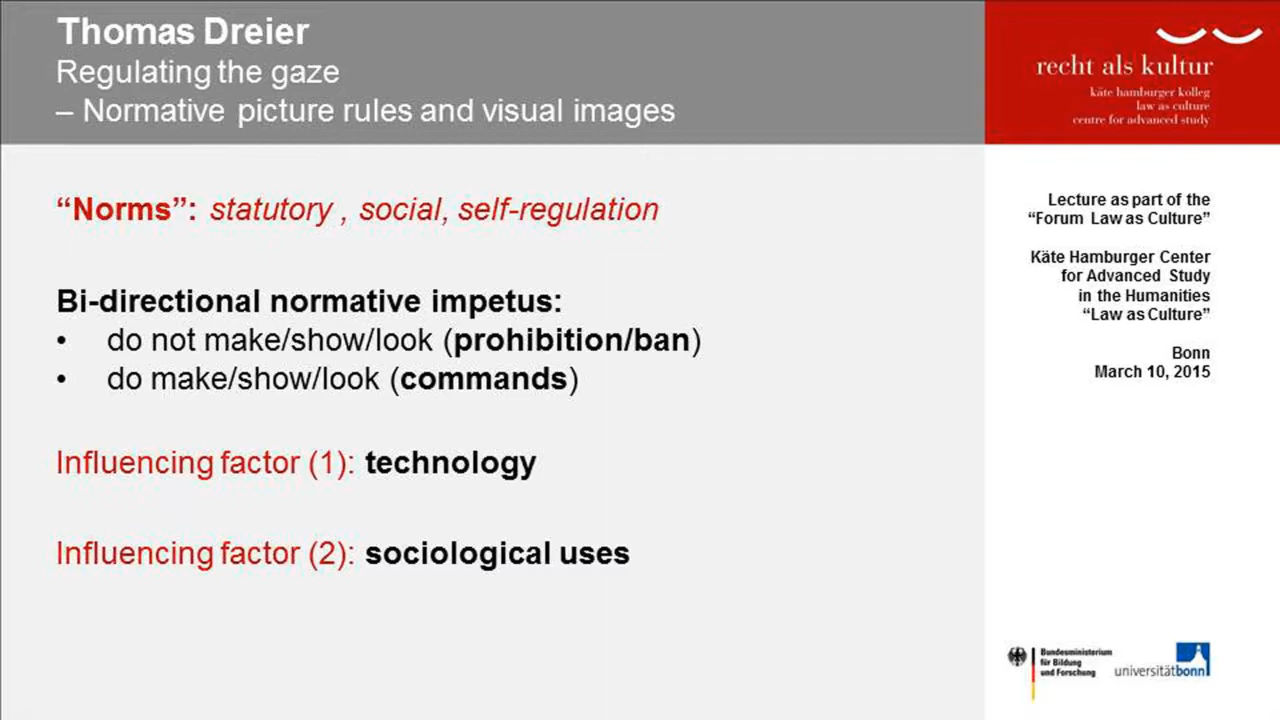 Thomas Dreier
Regulating the gaze
– Normative picture rules and visual images
recht als kultur
käte hamburger kolleg
law as culture
centre for advanced study
“Norms”: statutory , social, self-regulation
Bi-directional normative impetus:
• do not make/show/look (prohibition/ban)
• do make/show/look (commands)
Influencing factor (1): technology
Influencing factor (2): sociological uses
Lecture as part of the
“Forum Law as Culture”
Käte Hamburger Center
for Advanced Study
in the Humanities
“Law as Culture”
Bonn
March 10, 2015
Bundesministerium
für Bildung
und Forschung
universitätbonn